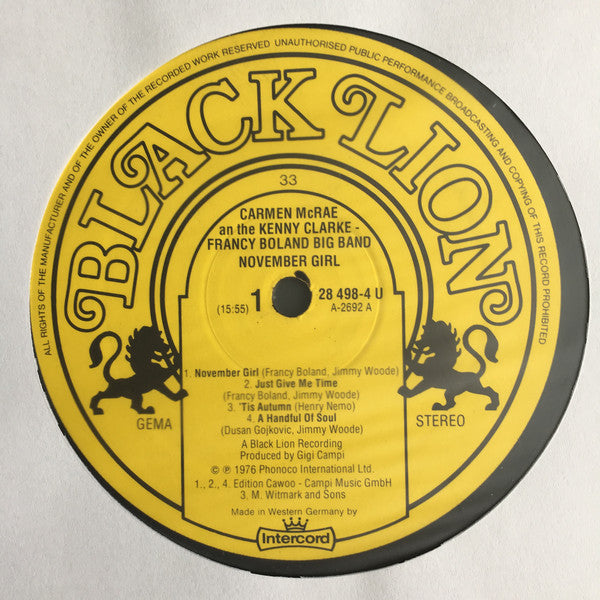 ALL RIGHTS OF THE MANUFACTURER AND OF THE OWNER OF THE RECORDED WORK RESERVED UNAUTHORISED PUBLIC PERFORMANCE BROADCASTING AND COPYING OF THIS RECORD PROHIBITED
BLACK LION
33
CARMEN McRAE
an the KENNY CLARKE -
FRANCY BOLAND BIG BAND
NOVEMBER GIRL
(15:55) 1 28 498-4 U
A-2692 A
1. November Girl (Francy Boland, Jimmy Woode)
2. Just Give Me Time
(Francy Boland, Jimmy Woode)
3. 'Tis Autumn (Henry Nemo)
4. A Handful Of Soul
(Dusan Gojkovic, Jimmy Woode)
GEMA STEREO
A Black Lion Recording
Produced by Gigi Campi
© ℗ 1976 Phonoco International Ltd.
1., 2., 4. Edition Cawoo - Campi Music GmbH
3. M. Witmark and Sons
Made in Western Germany by
Intercord